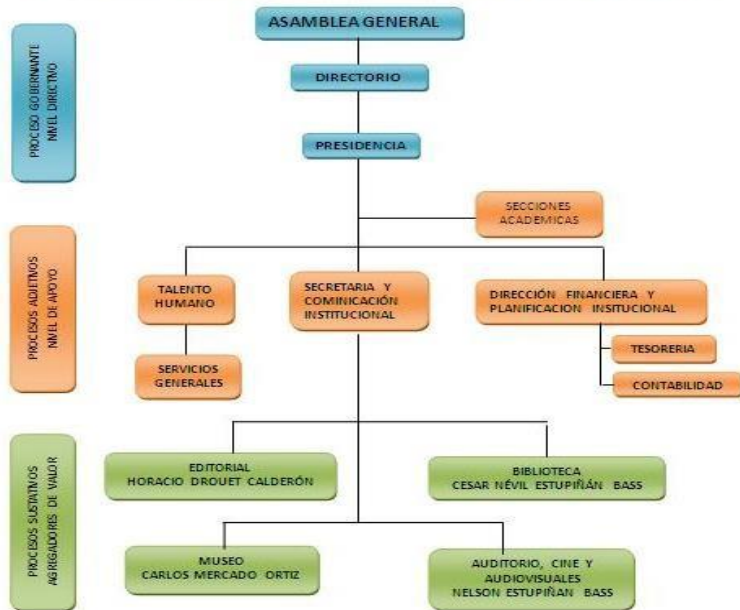 ASAMBLEA GENERAL
DIRECTORIO
PRESIDENCIA
PROCESO GOBERNANTE
NIVEL DIRECTIVO
SECCIONES
ACADEMICAS
TALENTO
HUMANO
SECRETARIA Y
COMINICACIÓN
INSTITUCIONAL
DIRECCIÓN FINANCIERA Y
PLANIFICACION INSITUCIONAL
SERVICIOS
GENERALES
TESORERIA
CONTABILIDAD
PROCESOS ADJETIVOS
NIVEL DE APOYO
EDITORIAL
HORACIO DROUET CALDERÓN
BIBLIOTECA
CESAR NÉVIL ESTUPIÑÁN BASS
MUSEO
CARLOS MERCADO ORTIZ
AUDITORIO, CINE Y
AUDIOVISUALES
NELSON ESTUPIÑAN BASS
PROCESOS SUSTATIVOS
AGREGADORES DE VALOR